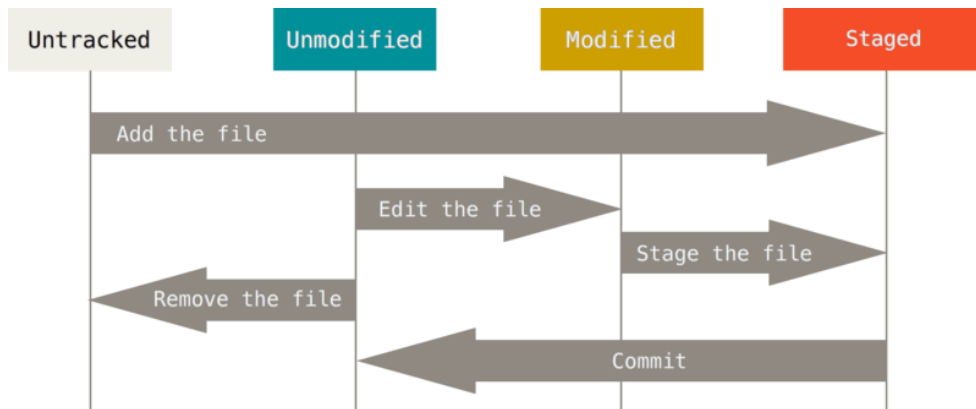 Untracked
Unmodified
Modified
Staged
Add the file
Edit the file
Stage the file
Remove the file
Commit